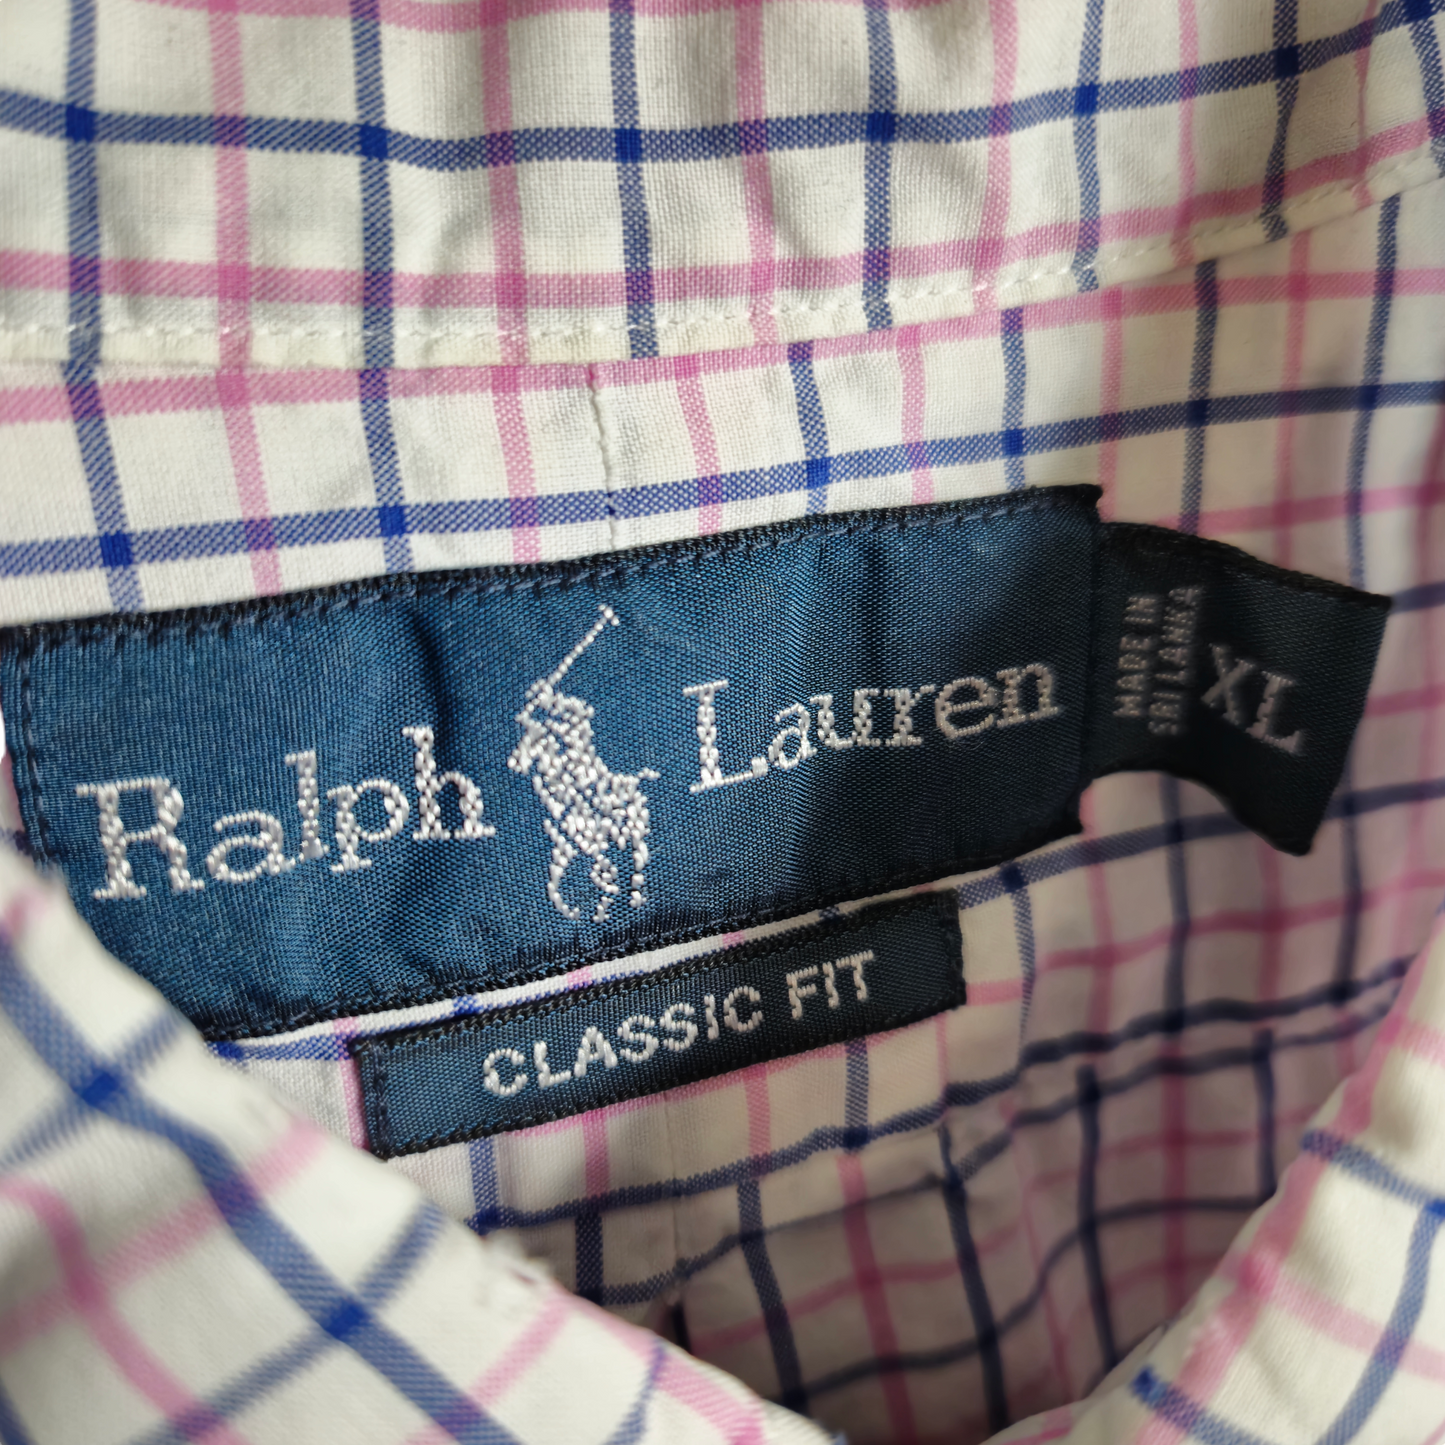 Ralph Lauren
MADE IN
SRI LANKA
XL
CLASSIC FIT